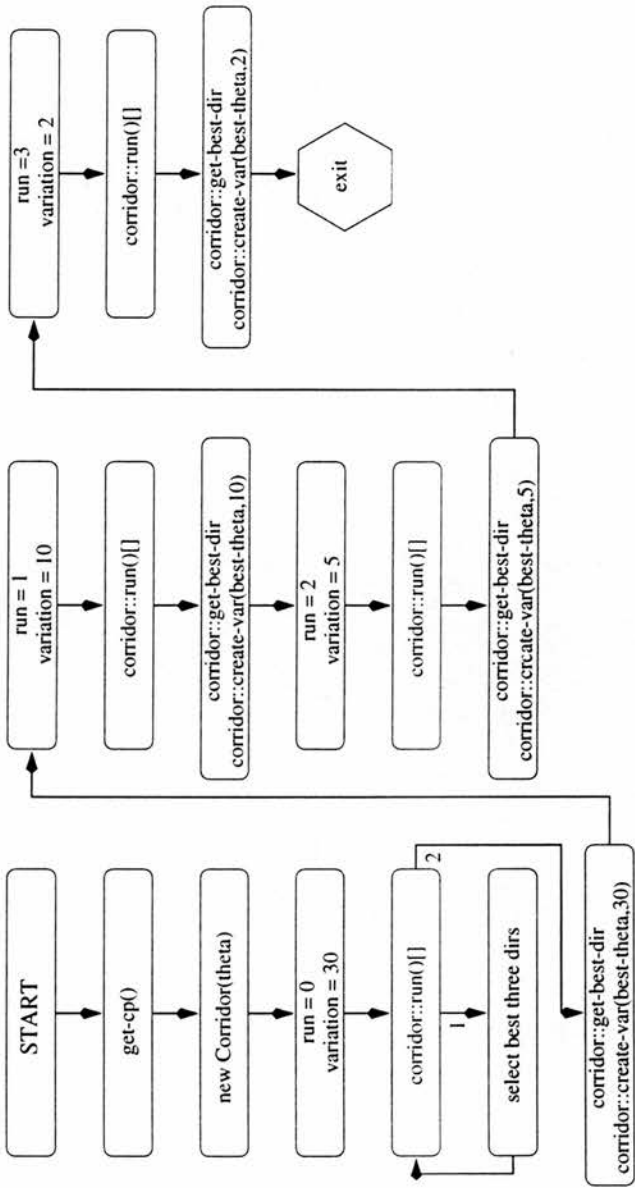 START
get-cp()
new Corridor(theta)
run = 0
variation = 30
corridor::run()[]
1
2
select best three dirs
corridor::get-best-dir
corridor::create-var(best-theta,30)
run = 1
variation = 10
corridor::run()[]
corridor::get-best-dir
corridor::create-var(best-theta,10)
run = 2
variation = 5
corridor::run()[]
corridor::get-best-dir
corridor::create-var(best-theta,5)
run =3
variation = 2
corridor::run()[]
corridor::get-best-dir
corridor::create-var(best-theta,2)
exit